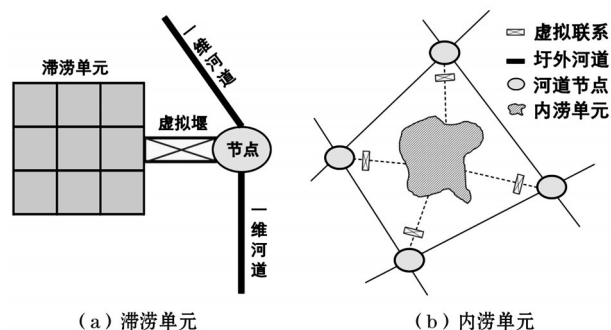 滞涝单元
一维河道
虚拟堰
节点
一维河道
(a)滞涝单元
虚拟联系
圩外河道
河道节点
内涝单元
(b)内涝单元